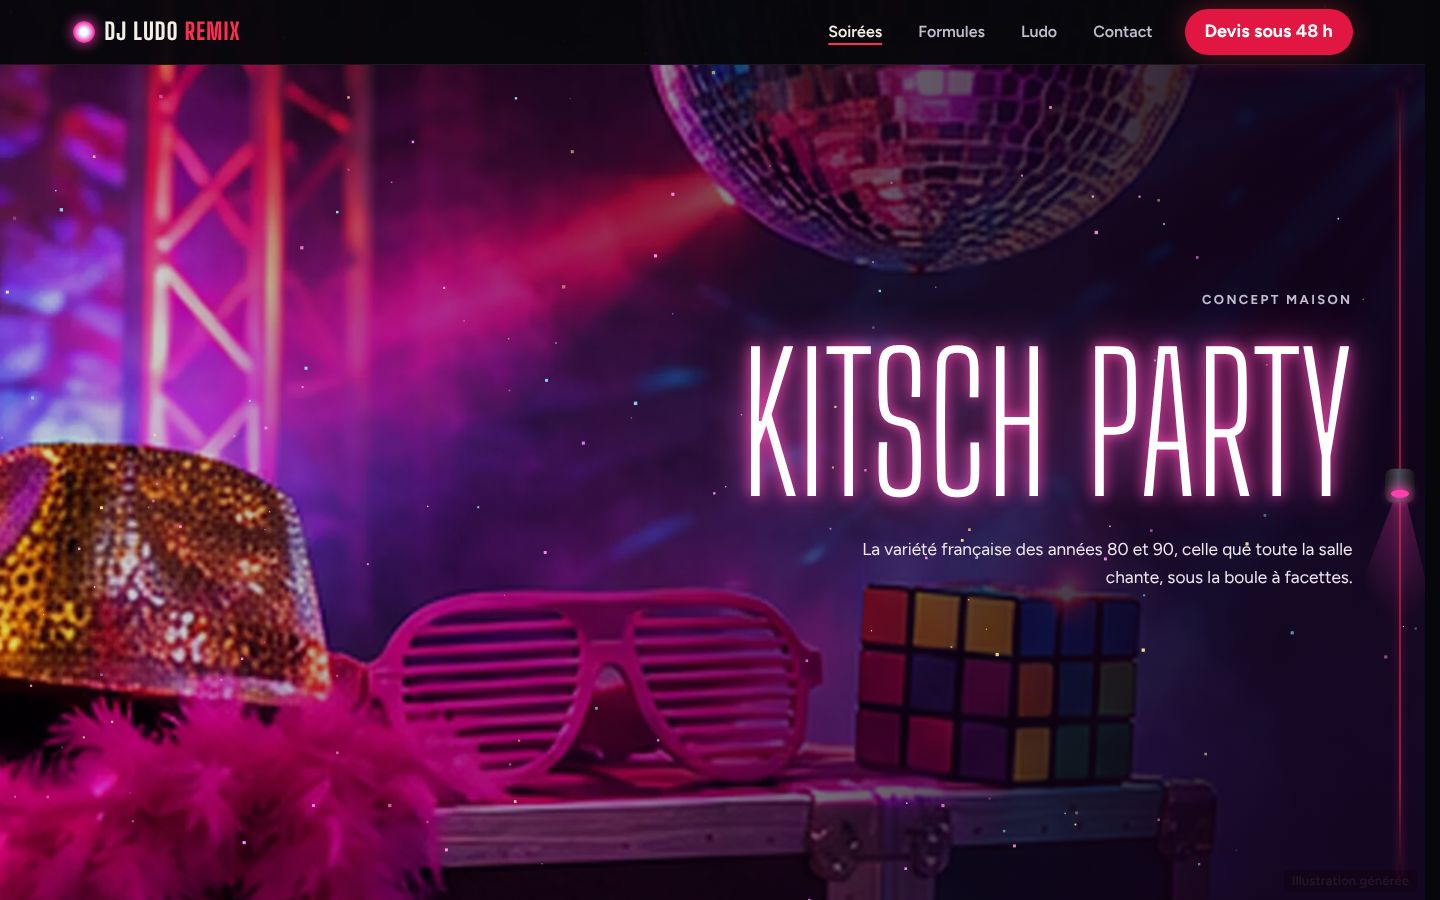 DJ LUDO REMIX
Soirées
Formules
Ludo
Contact
Devis sous 48 h
CONCEPT MAISON
KITSCH PARTY
La variété française des années 80 et 90, celle que toute la salle
chante, sous la boule à facettes.
Illustration générée